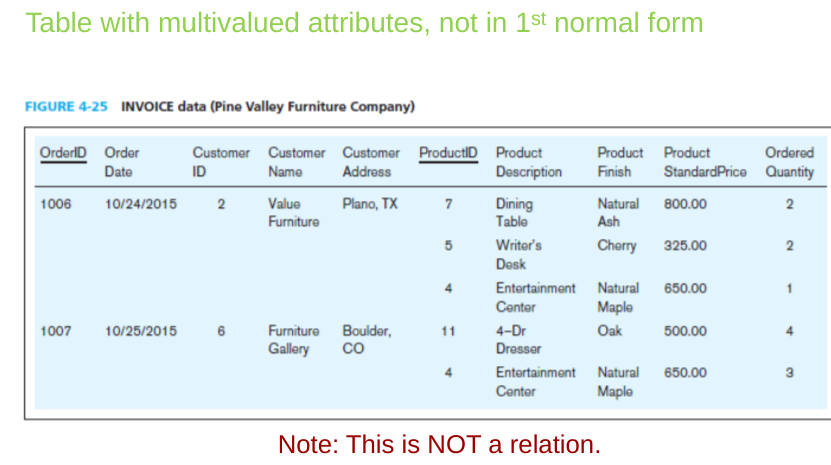 Table with multivalued attributes, not in 1st normal form
FIGURE 4-25 INVOICE data (Pine Valley Furniture Company)
OrderID Order Customer Customer Customer ProductID Product Product Product Ordered
Date ID Name Address Description Finish StandardPrice Quantity
1006 10/24/2015 2 Value Plano, TX 7 Dining Natural 800.00 2
Furniture Table Ash
5 Writer's Cherry 325.00 2
Desk
4 Entertainment Natural 650.00 1
Center Maple
1007 10/25/2015 6 Furniture Boulder, 11 4–Dr Oak 500.00 4
Gallery CO Dresser
4 Entertainment Natural 650.00 3
Center Maple
Note: This is NOT a relation.